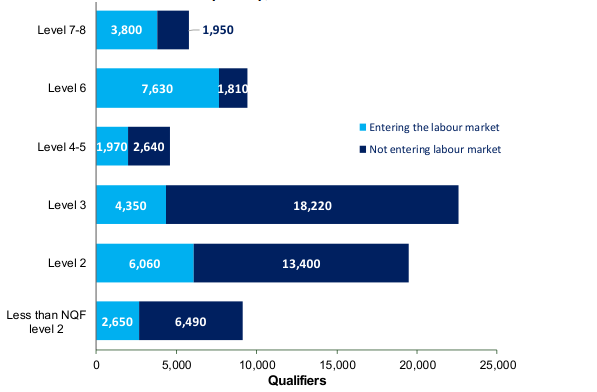 Level 7-8
3,800
1,950
Level 6
7,630
1,810
Entering the labour market
Level 4-5
1,970
2,640
Not entering labour market
Level 3
4,350
18,220
Level 2
6,060
13,400
Less than NQF
level 2
2,650
6,490
0
5,000
10,000
15,000
20,000
25,000
Qualifiers